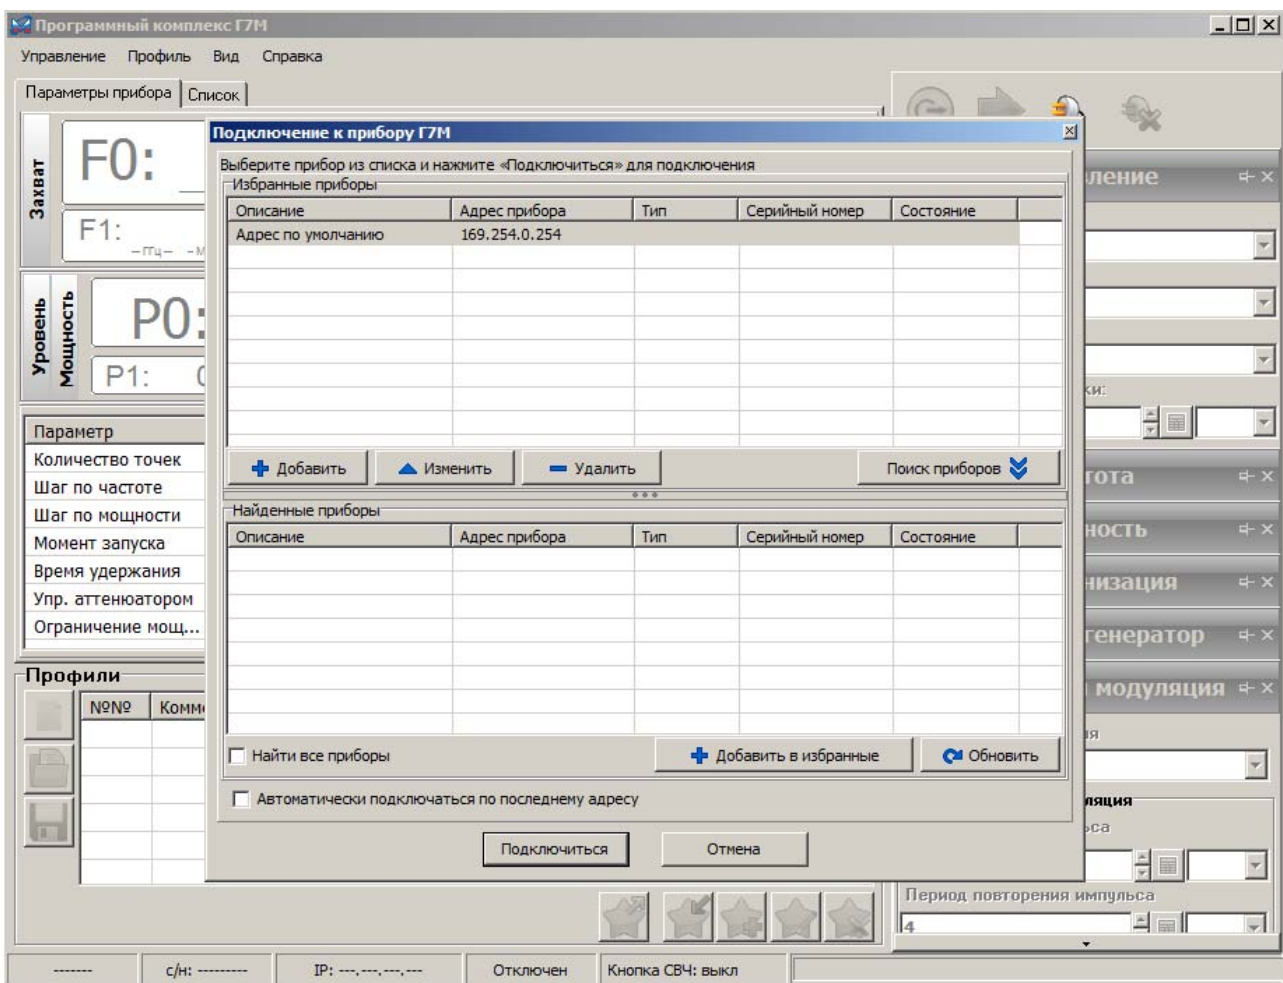 Программный комплекс Г7М
Управление Профиль Вид Справка
Параметры прибора Список
Захват
F0:
F1:
–ГГц–
Уровень
Мощность
P0:
P1:
Параметр
Количество точек
Шаг по частоте
Шаг по мощности
Момент запуска
Время удержания
Упр. аттенюатором
Ограничение мощ...
Профили
№№
Подключение к прибору Г7М
Выберите прибор из списка и нажмите «Подключиться» для подключения
Избранные приборы
Описание Адрес прибора Тип Серийный номер Состояние
Адрес по умолчанию 169.254.0.254
Добавить Изменить Удалить Поиск приборов
Найденные приборы
Описание Адрес прибора Тип Серийный номер Состояние
Найти все приборы Добавить в избранные Обновить
Автоматически подключаться по последнему адресу
Подключиться Отмена
генератор
модуляция
Период повторения импульса
4
------- с/н: --------- IP: ---.---.---.--- Отключен Кнопка СВЧ: выкл